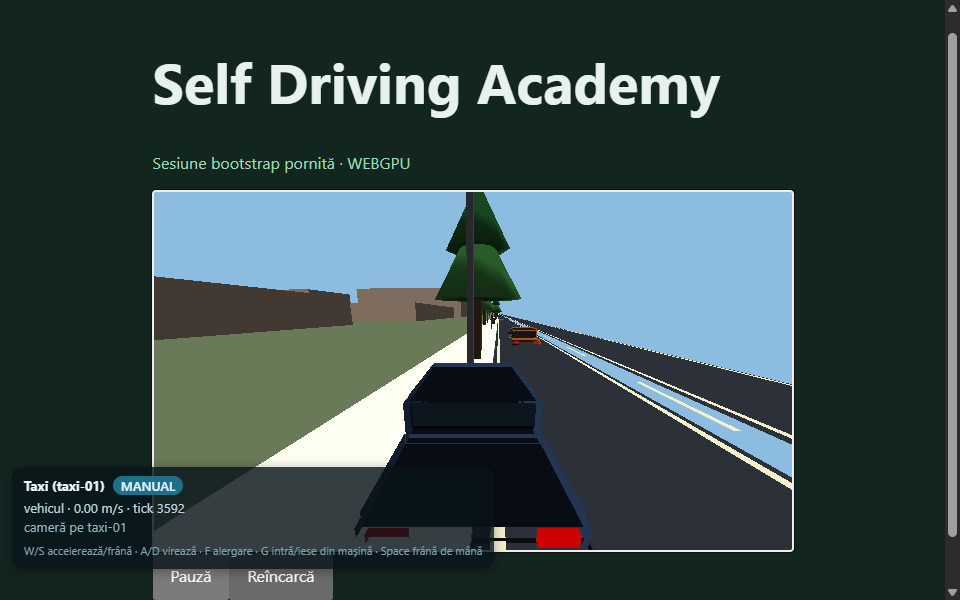 Self Driving Academy
Sesiune bootstrap pornită · WEBGPU
Taxi (taxi-01) MANUAL
vehicul · 0.00 m/s · tick 3592
cameră pe taxi-01
W/S accelerează/frână · A/D virează · F alergare · G intră/iese din mașină · Space frână de mână
Pauză Reîncarcă